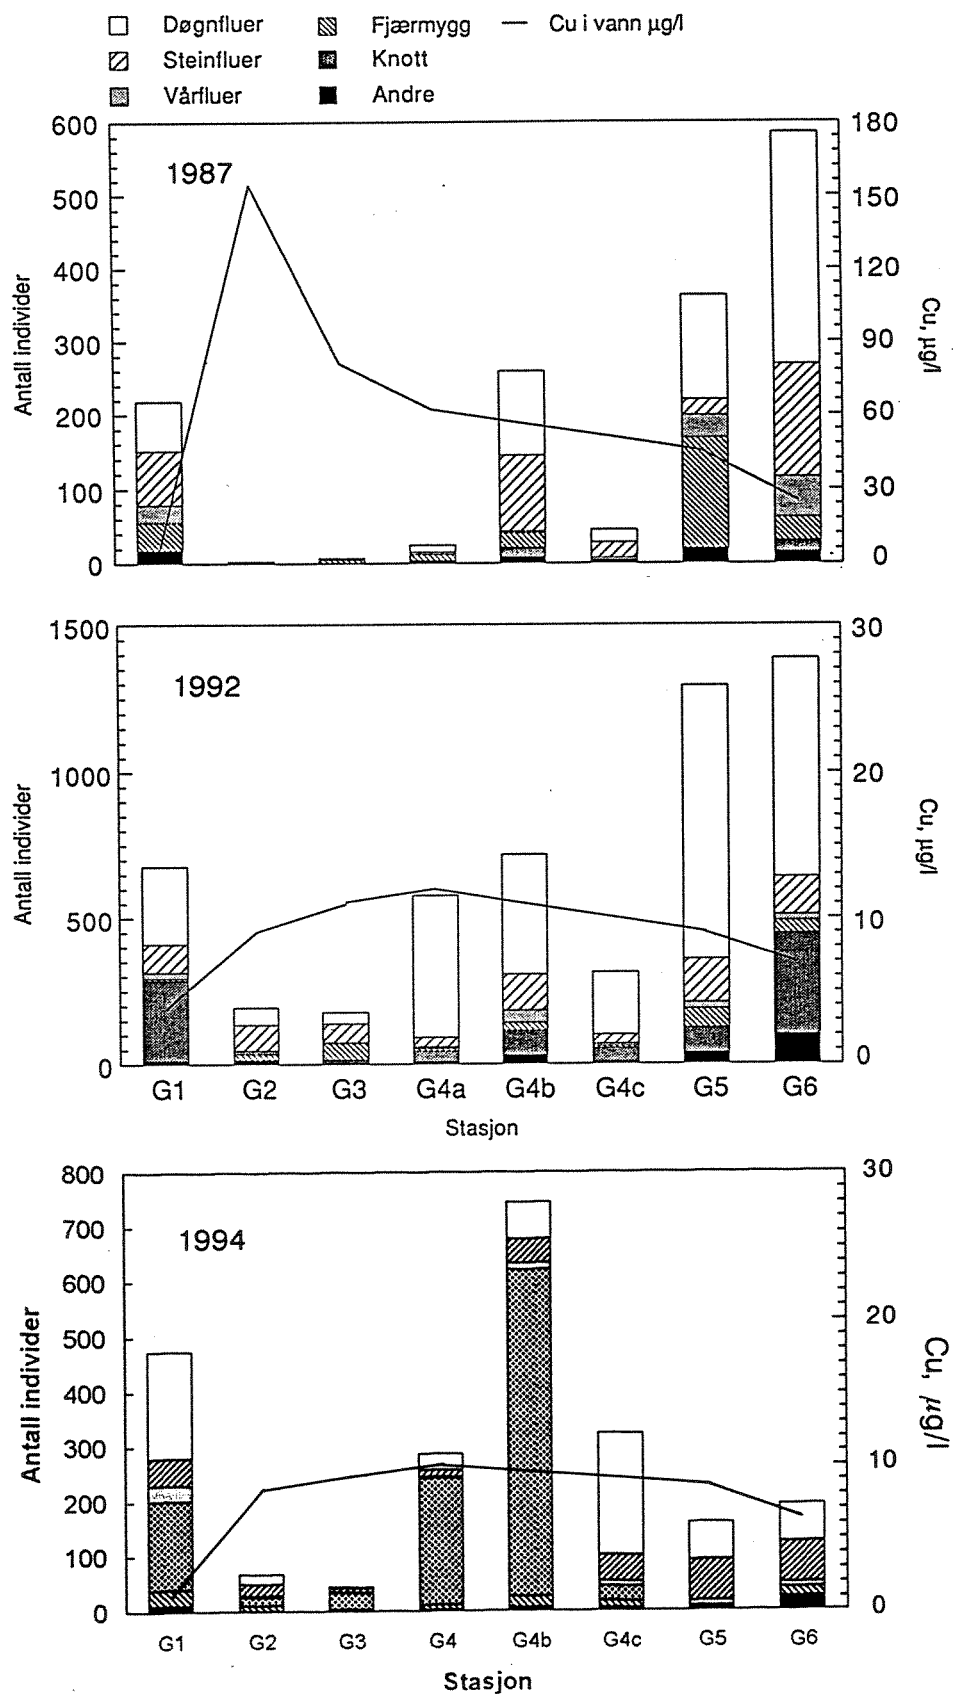 Døgnfluer Fjærmygg Cu i vann µg/l
Steinfluer Knott
Vårfluer Andre
1987
Antall individer
600
500
400
300
200
100
0
Cu, µg/l
180
150
120
90
60
30
0
1992
Antall individer
1500
1000
500
0
Cu, µg/l
30
20
10
0
G1 G2 G3 G4a G4b G4c G5 G6
Stasjon
1994
Antall individer
800
700
600
500
400
300
200
100
0
Cu, µg/l
30
20
10
0
G1 G2 G3 G4 G4b G4c G5 G6
Stasjon